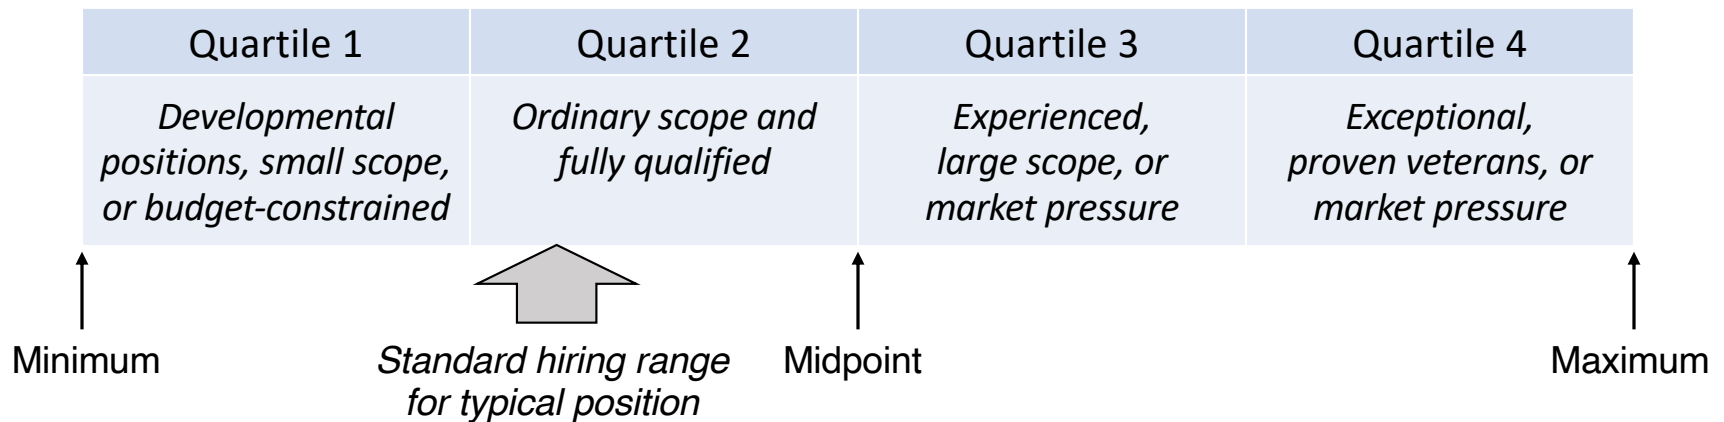 Quartile 1
Quartile 2
Quartile 3
Quartile 4
Developmental
positions, small scope,
or budget-constrained
Ordinary scope and
fully qualified
Experienced,
large scope, or
market pressure
Exceptional,
proven veterans, or
market pressure
Minimum
Standard hiring range
for typical position
Midpoint
Maximum